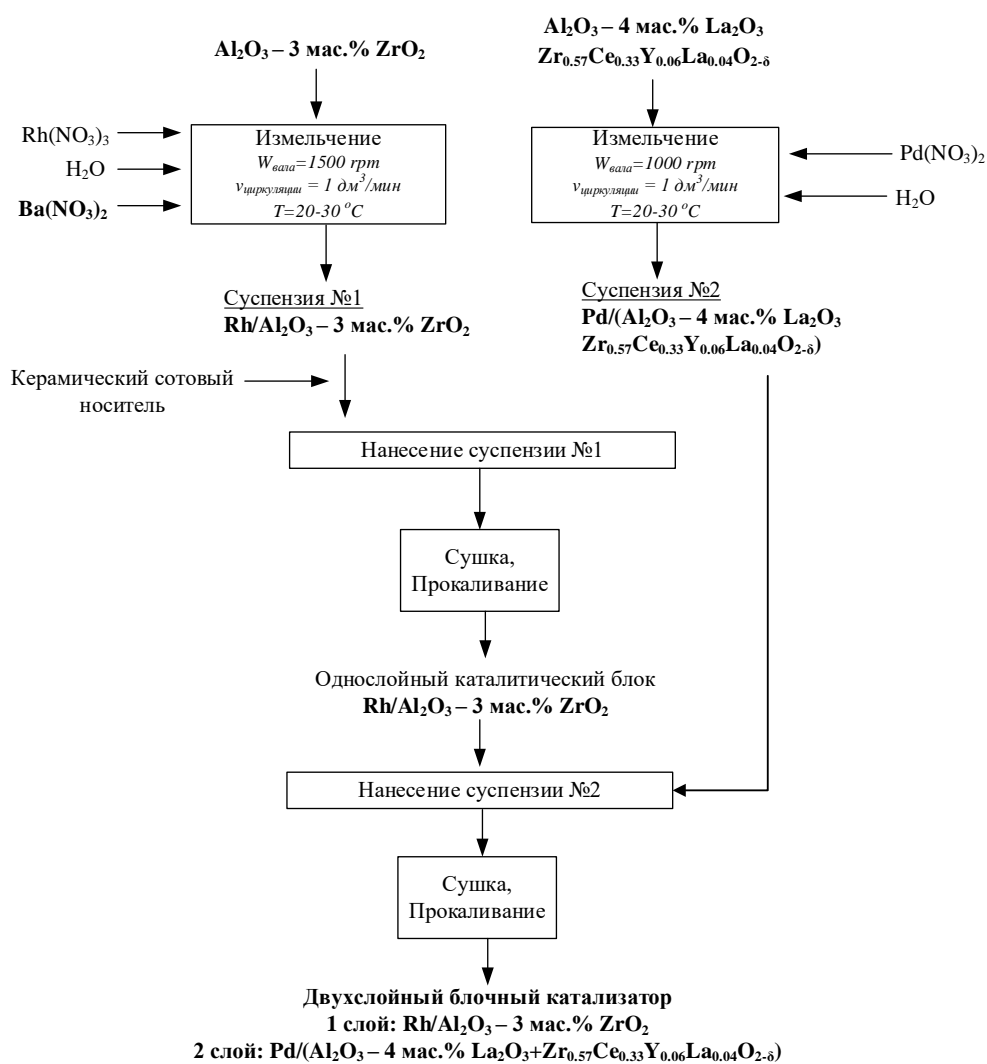 Al₂O₃ – 3 мас.% ZrO₂
Rh(NO₃)₃
H₂O
Ba(NO₃)₂
Измельчение
Wвала=1500 rpm
vциркуляции = 1 дм³/мин
T=20-30 °C
Al₂O₃ – 4 мас.% La₂O₃
Zr₀.₅₇Ce₀.₃₃Y₀.₀₆La₀.₀₄O₂₋δ
Измельчение
Wвала=1000 rpm
vциркуляции = 1 дм³/мин
T=20-30 °C
Pd(NO₃)₂
H₂O
Суспензия №1
Rh/Al₂O₃ – 3 мас.% ZrO₂
Суспензия №2
Pd/(Al₂O₃ – 4 мас.% La₂O₃
Zr₀.₅₇Ce₀.₃₃Y₀.₀₆La₀.₀₄O₂₋δ)
Керамический сотовый
носитель
Нанесение суспензии №1
Сушка,
Прокаливание
Однослойный каталитический блок
Rh/Al₂O₃ – 3 мас.% ZrO₂
Нанесение суспензии №2
Сушка,
Прокаливание
Двухслойный блочный катализатор
1 слой: Rh/Al₂O₃ – 3 мас.% ZrO₂
2 слой: Pd/(Al₂O₃ – 4 мас.% La₂O₃+Zr₀.₅₇Ce₀.₃₃Y₀.₀₆La₀.₀₄O₂₋δ)